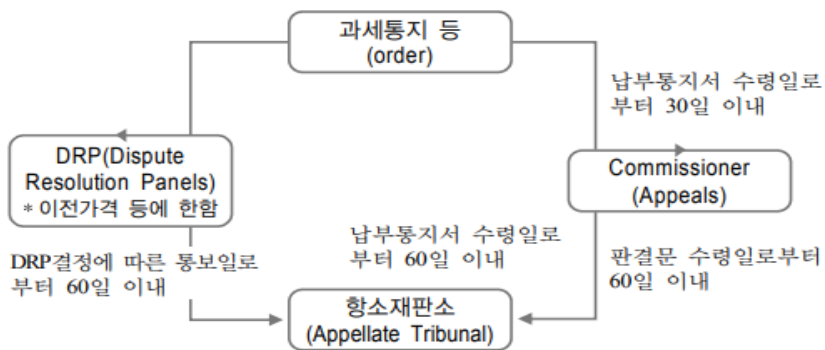 과세통지 등
(order)
납부통지서 수령일로
부터 30일 이내
DRP(Dispute
Resolution Panels)
* 이전가격 등에 한함
Commissioner
(Appeals)
DRP결정에 따른 통보일로
부터 60일 이내
납부통지서 수령일로
부터 60일 이내
판결문 수령일로부터
60일 이내
항소재판소
(Appellate Tribunal)